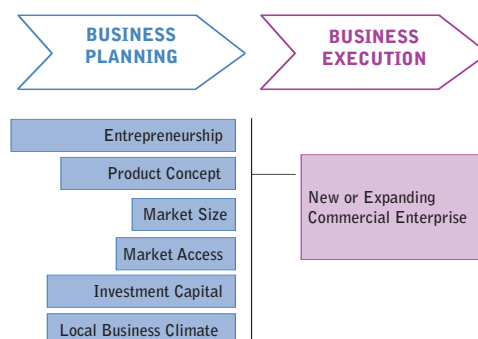 BUSINESS
PLANNING
BUSINESS
EXECUTION
Entrepreneurship
Product Concept
Market Size
Market Access
Investment Capital
Local Business Climate
New or Expanding
Commercial Enterprise